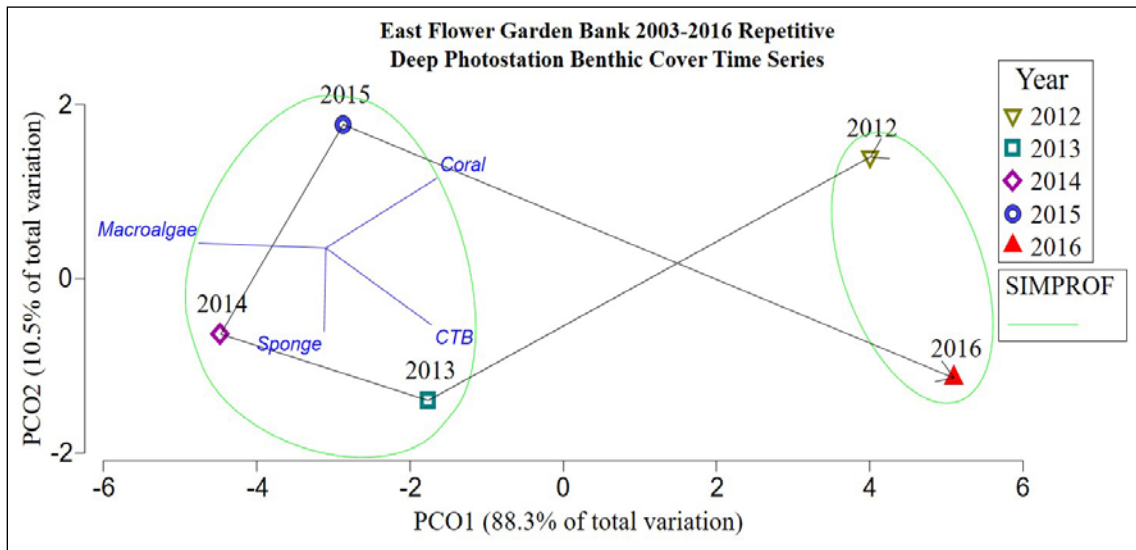 East Flower Garden Bank 2003-2016 Repetitive
Deep Photostation Benthic Cover Time Series
PCO2 (10.5% of total variation)
2
0
-2
2015
2012
Coral
Macroalgae
2014
Sponge
CTB
2013
2016
-6
-4
-2
0
2
4
6
PCO1 (88.3% of total variation)
Year
2012
2013
2014
2015
2016
SIMPROF